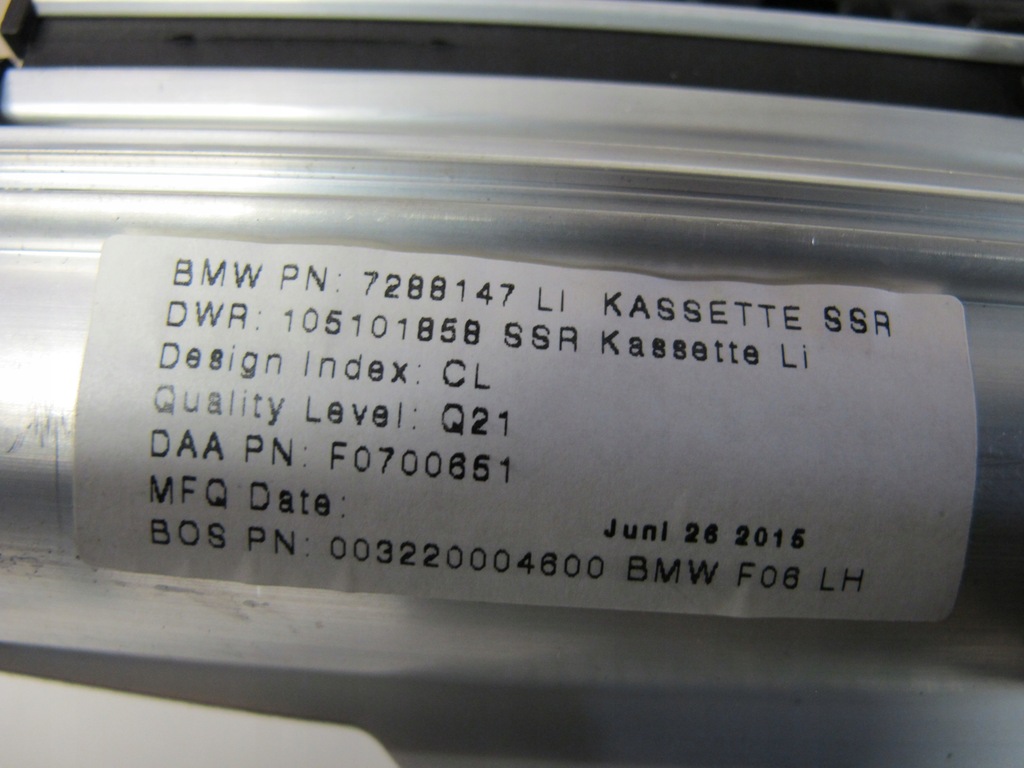 BMW PN: 7288147 LI KASSETTE SSR
DWR: 105101858 SSR Kassette Li
Design Index: CL
Quality Level: Q21
DAA PN: F0700651
MFQ Date:
Juni 26 2015
BOS PN: 003220004600 BMW F06 LH